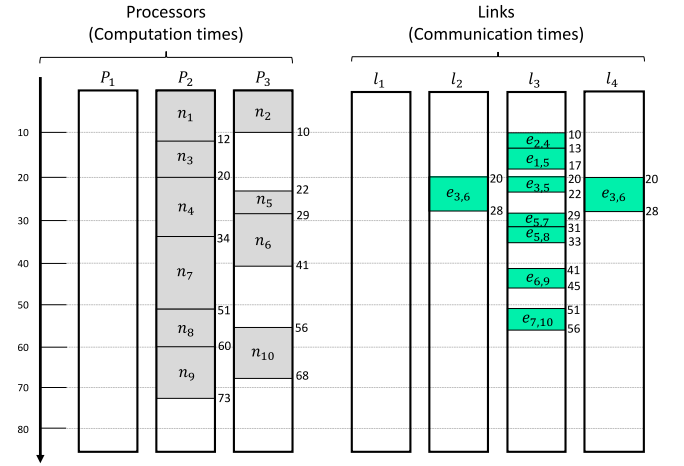 Processors
(Computation times)
Links
(Communication times)
P1 P2 P3 l1 l2 l3 l4
n1 n2
10 10 10
12 e2,4 13
n3 e1,5 17
20 20 20 20 20
22 n5 e3,6 e3,5 22 e3,6
n4 29 28 29 28
30 e5,7 31
34 n6 e5,8 33
40 41 41
n7 e6,9 45
50 51 51
n8 56 e7,10 56
60 60
n10
n9 68
70 73
80